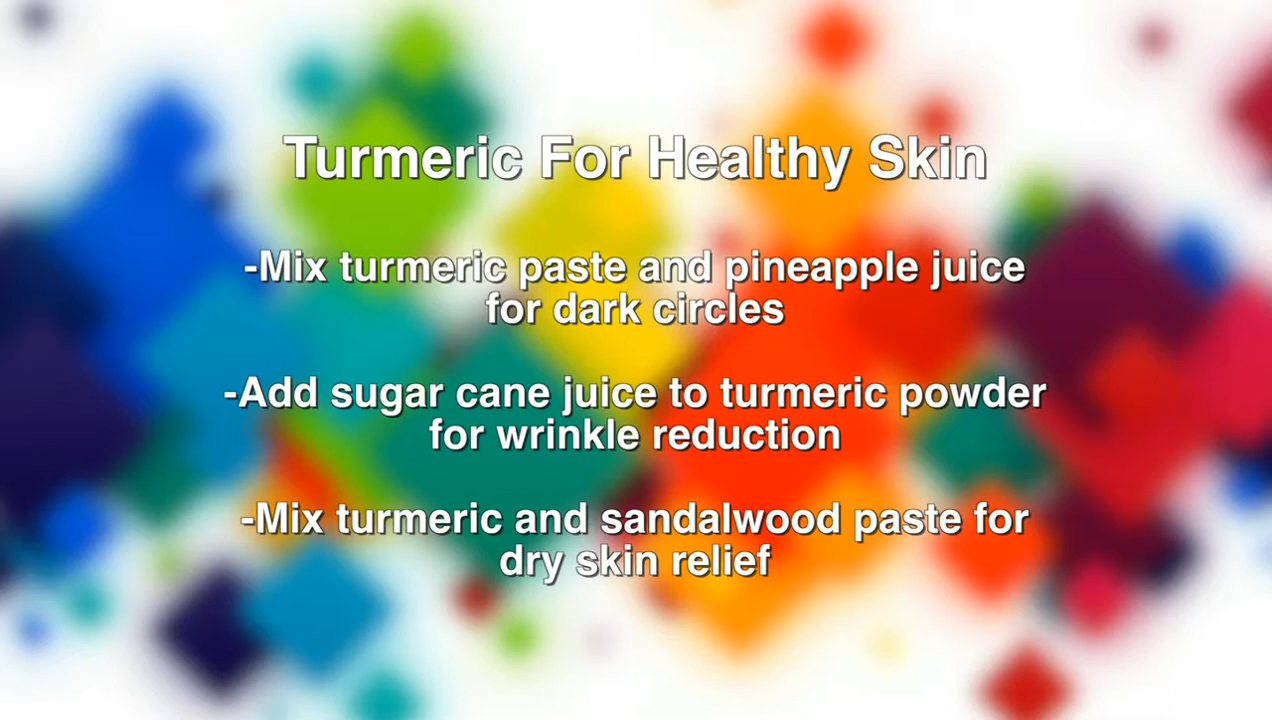 Turmeric For Healthy Skin
-Mix turmeric paste and pineapple juice
for dark circles
-Add sugar cane juice to turmeric powder
for wrinkle reduction
-Mix turmeric and sandalwood paste for
dry skin relief